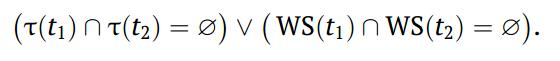 (τ(t₁) ∩ τ(t₂) = ∅) ∨ (WS(t₁) ∩ WS(t₂) = ∅).